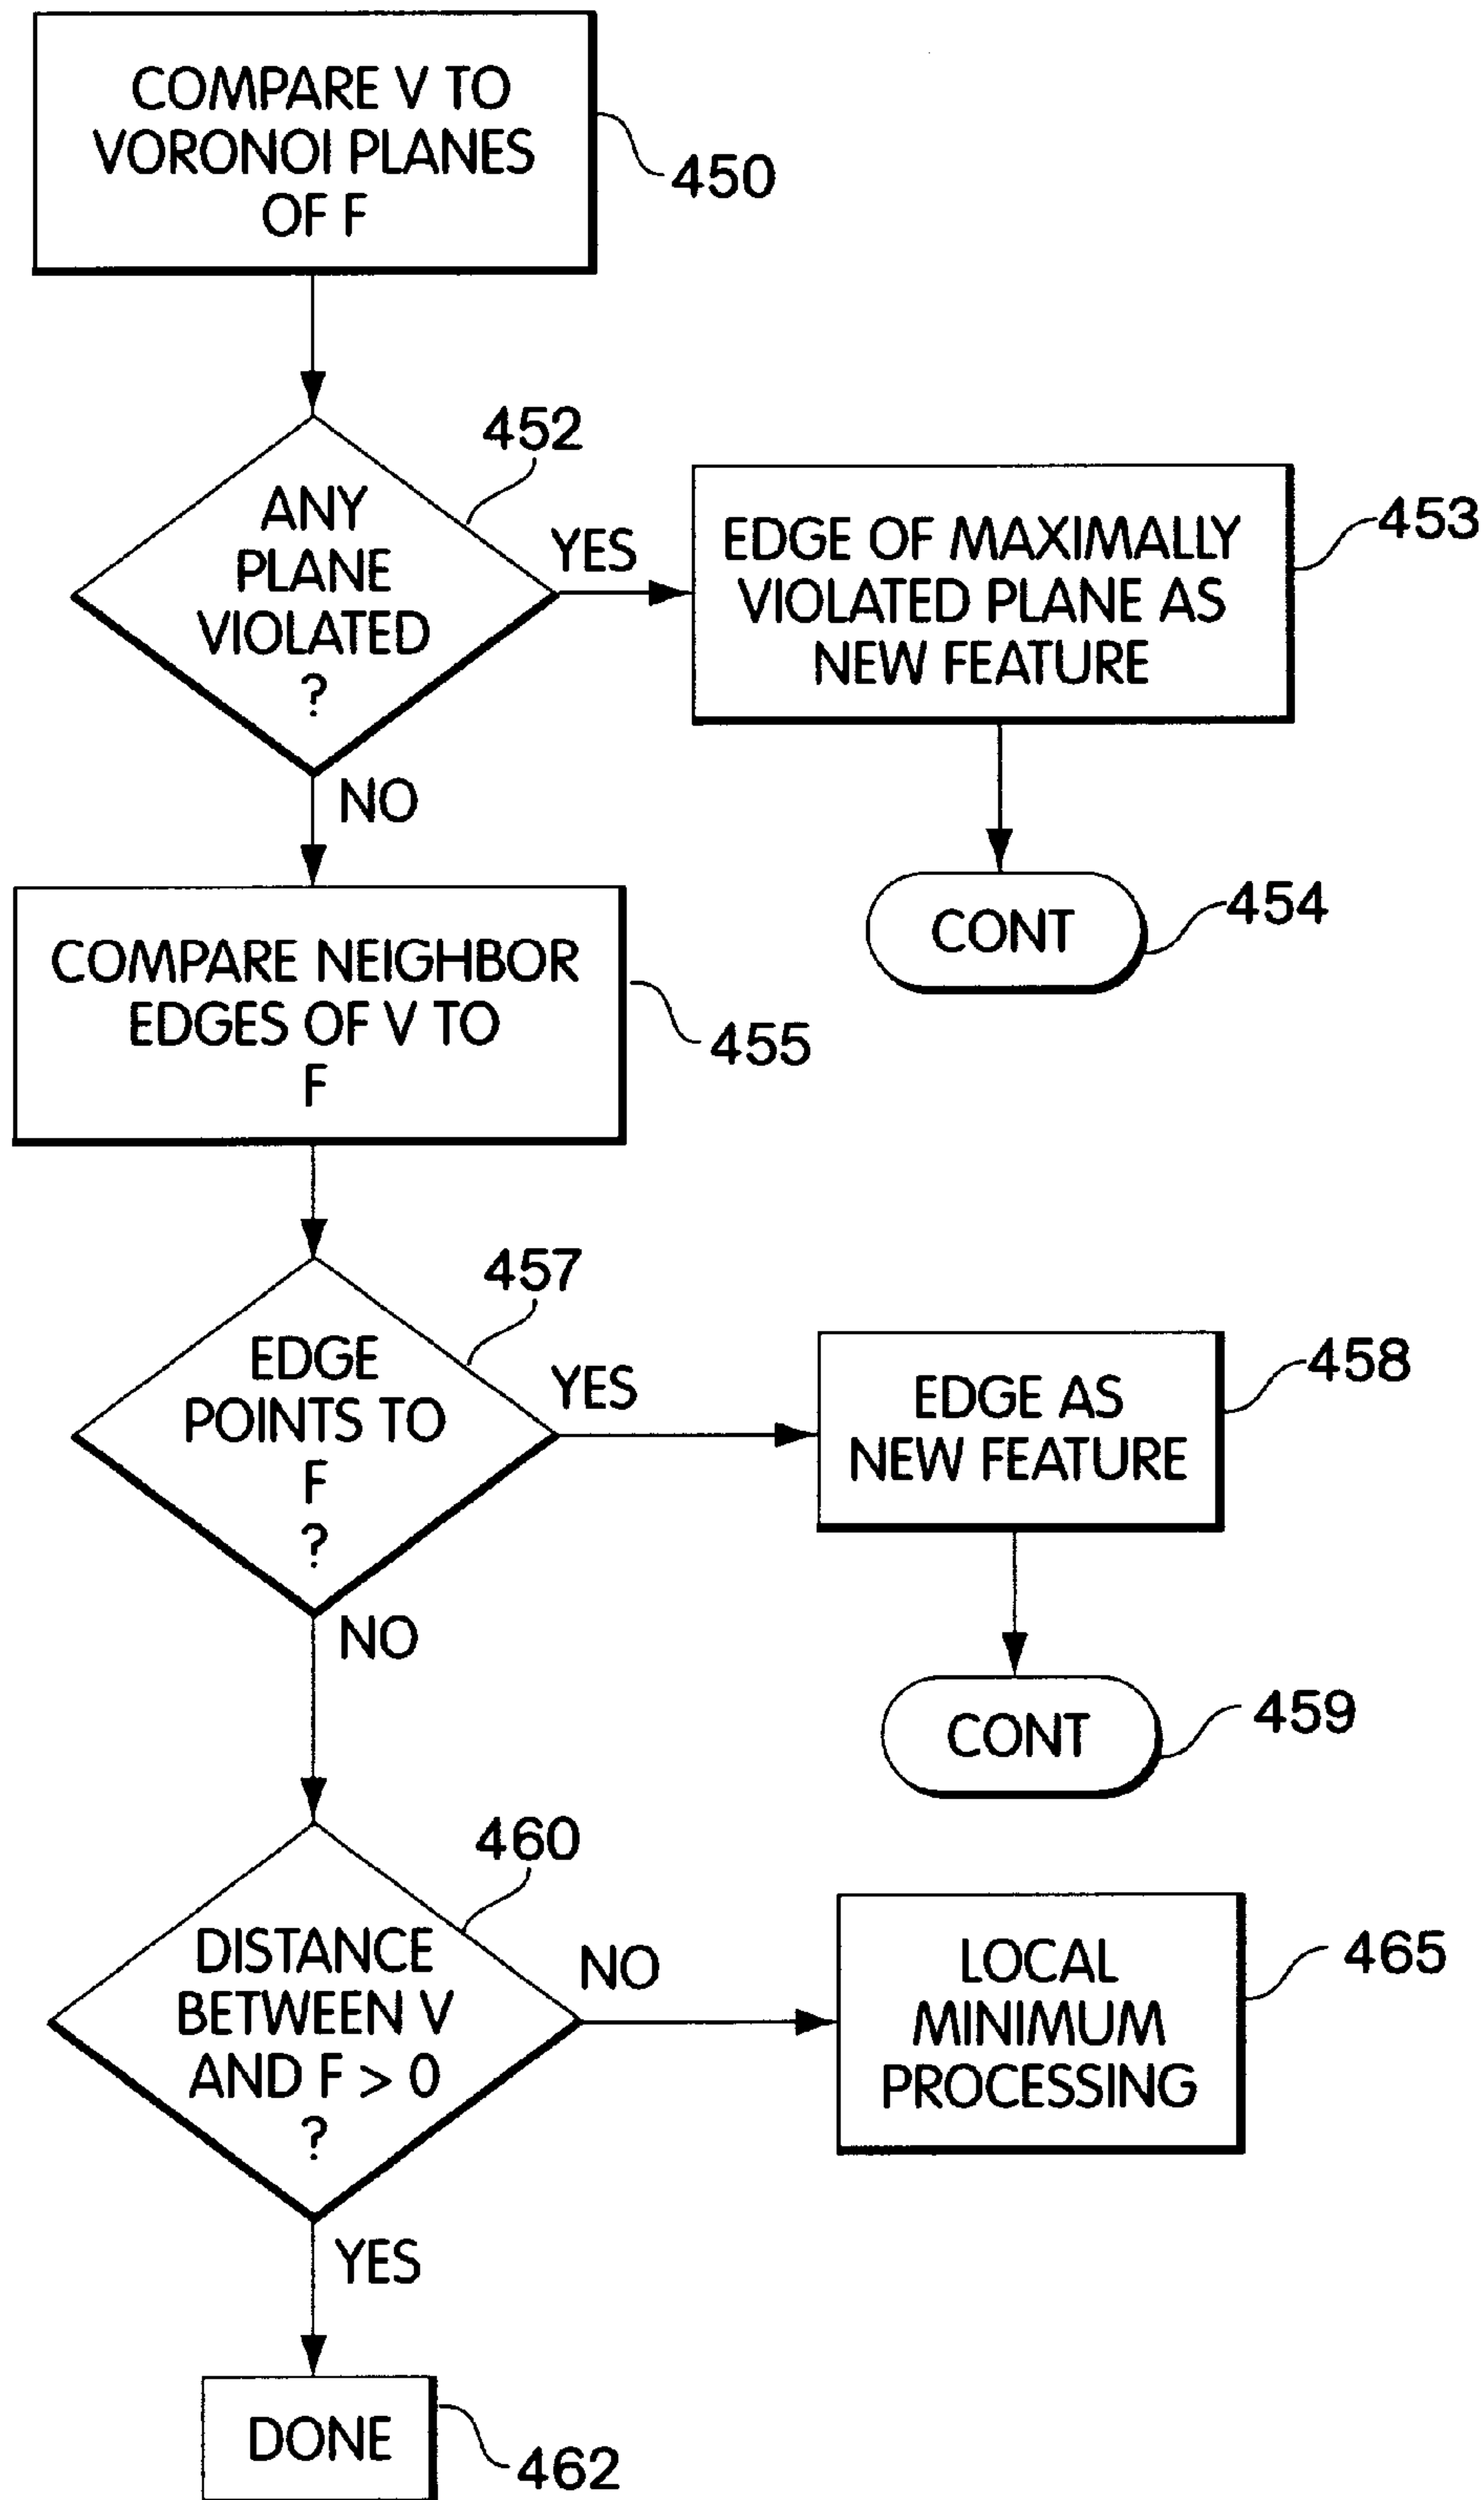 COMPARE V TO
VORONOI PLANES
OF F
450
452
ANY
PLANE
VIOLATED
?
YES
EDGE OF MAXIMALLY
VIOLATED PLANE AS
NEW FEATURE
453
NO
CONT
454
COMPARE NEIGHBOR
EDGES OF V TO
F
455
457
EDGE
POINTS TO
F
?
YES
EDGE AS
NEW FEATURE
458
NO
CONT
459
460
DISTANCE
BETWEEN V
AND F > 0
?
NO
LOCAL
MINIMUM
PROCESSING
465
YES
DONE
462